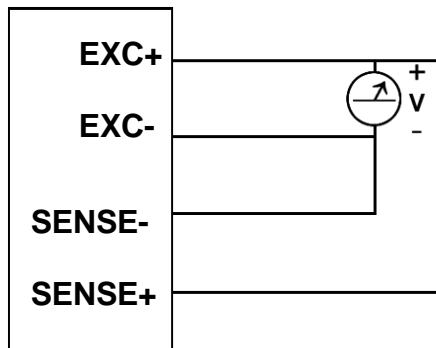 EXC+
+
V
-
EXC-
SENSE-
SENSE+